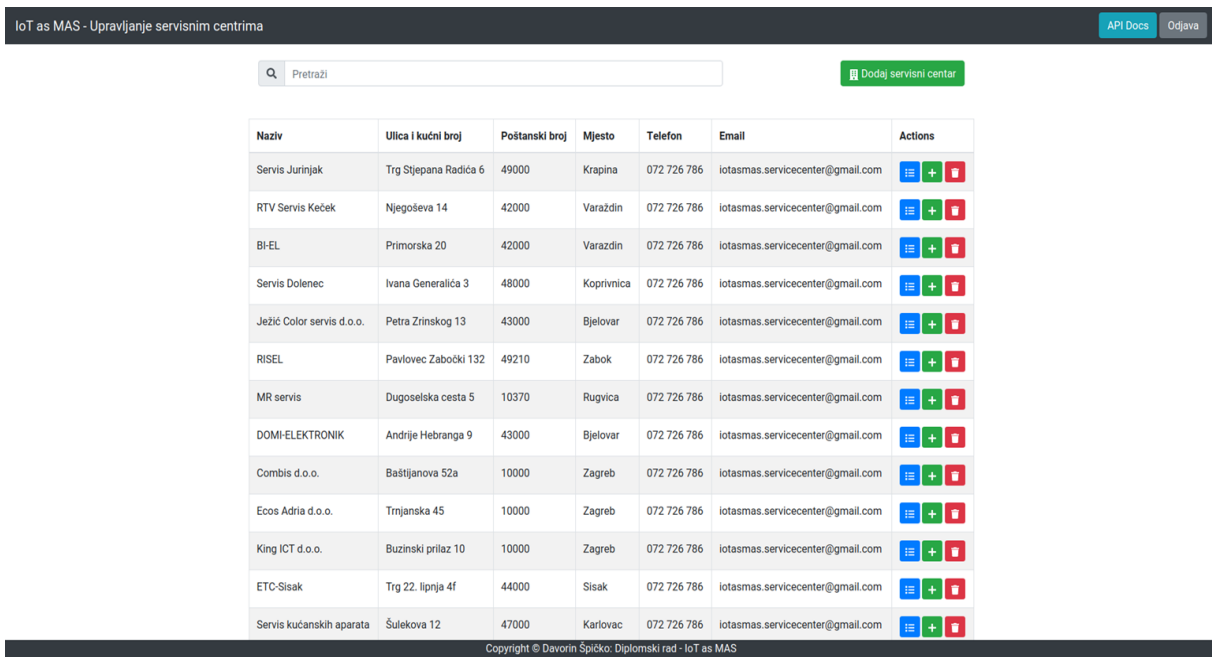 IoT as MAS - Upravljanje servisnim centrima API Docs Odjava
Pretraži Dodaj servisni centar
Naziv Ulica i kućni broj Poštanski broj Mjesto Telefon Email Actions
Servis Jurinjak Trg Stjepana Radića 6 49000 Krapina 072 726 786 iotasmas.servicecenter@gmail.com
RTV Servis Keček Njegoševa 14 42000 Varaždin 072 726 786 iotasmas.servicecenter@gmail.com
BI-EL Primorska 20 42000 Varazdin 072 726 786 iotasmas.servicecenter@gmail.com
Servis Dolenec Ivana Generalića 3 48000 Koprivnica 072 726 786 iotasmas.servicecenter@gmail.com
Ježić Color servis d.o.o. Petra Zrinskog 13 43000 Bjelovar 072 726 786 iotasmas.servicecenter@gmail.com
RISEL Pavlovec Zabočki 132 49210 Zabok 072 726 786 iotasmas.servicecenter@gmail.com
MR servis Dugoselska cesta 5 10370 Rugvica 072 726 786 iotasmas.servicecenter@gmail.com
DOMI-ELEKTRONIK Andrije Hebranga 9 43000 Bjelovar 072 726 786 iotasmas.servicecenter@gmail.com
Combis d.o.o. Baštijanova 52a 10000 Zagreb 072 726 786 iotasmas.servicecenter@gmail.com
Ecos Adria d.o.o. Trnjanska 45 10000 Zagreb 072 726 786 iotasmas.servicecenter@gmail.com
King ICT d.o.o. Buzinski prilaz 10 10000 Zagreb 072 726 786 iotasmas.servicecenter@gmail.com
ETC-Sisak Trg 22. lipnja 4f 44000 Sisak 072 726 786 iotasmas.servicecenter@gmail.com
Servis kućanskih aparata Šulekova 12 47000 Karlovac 072 726 786 iotasmas.servicecenter@gmail.com
Copyright © Davorin Špičko: Diplomski rad - IoT as MAS